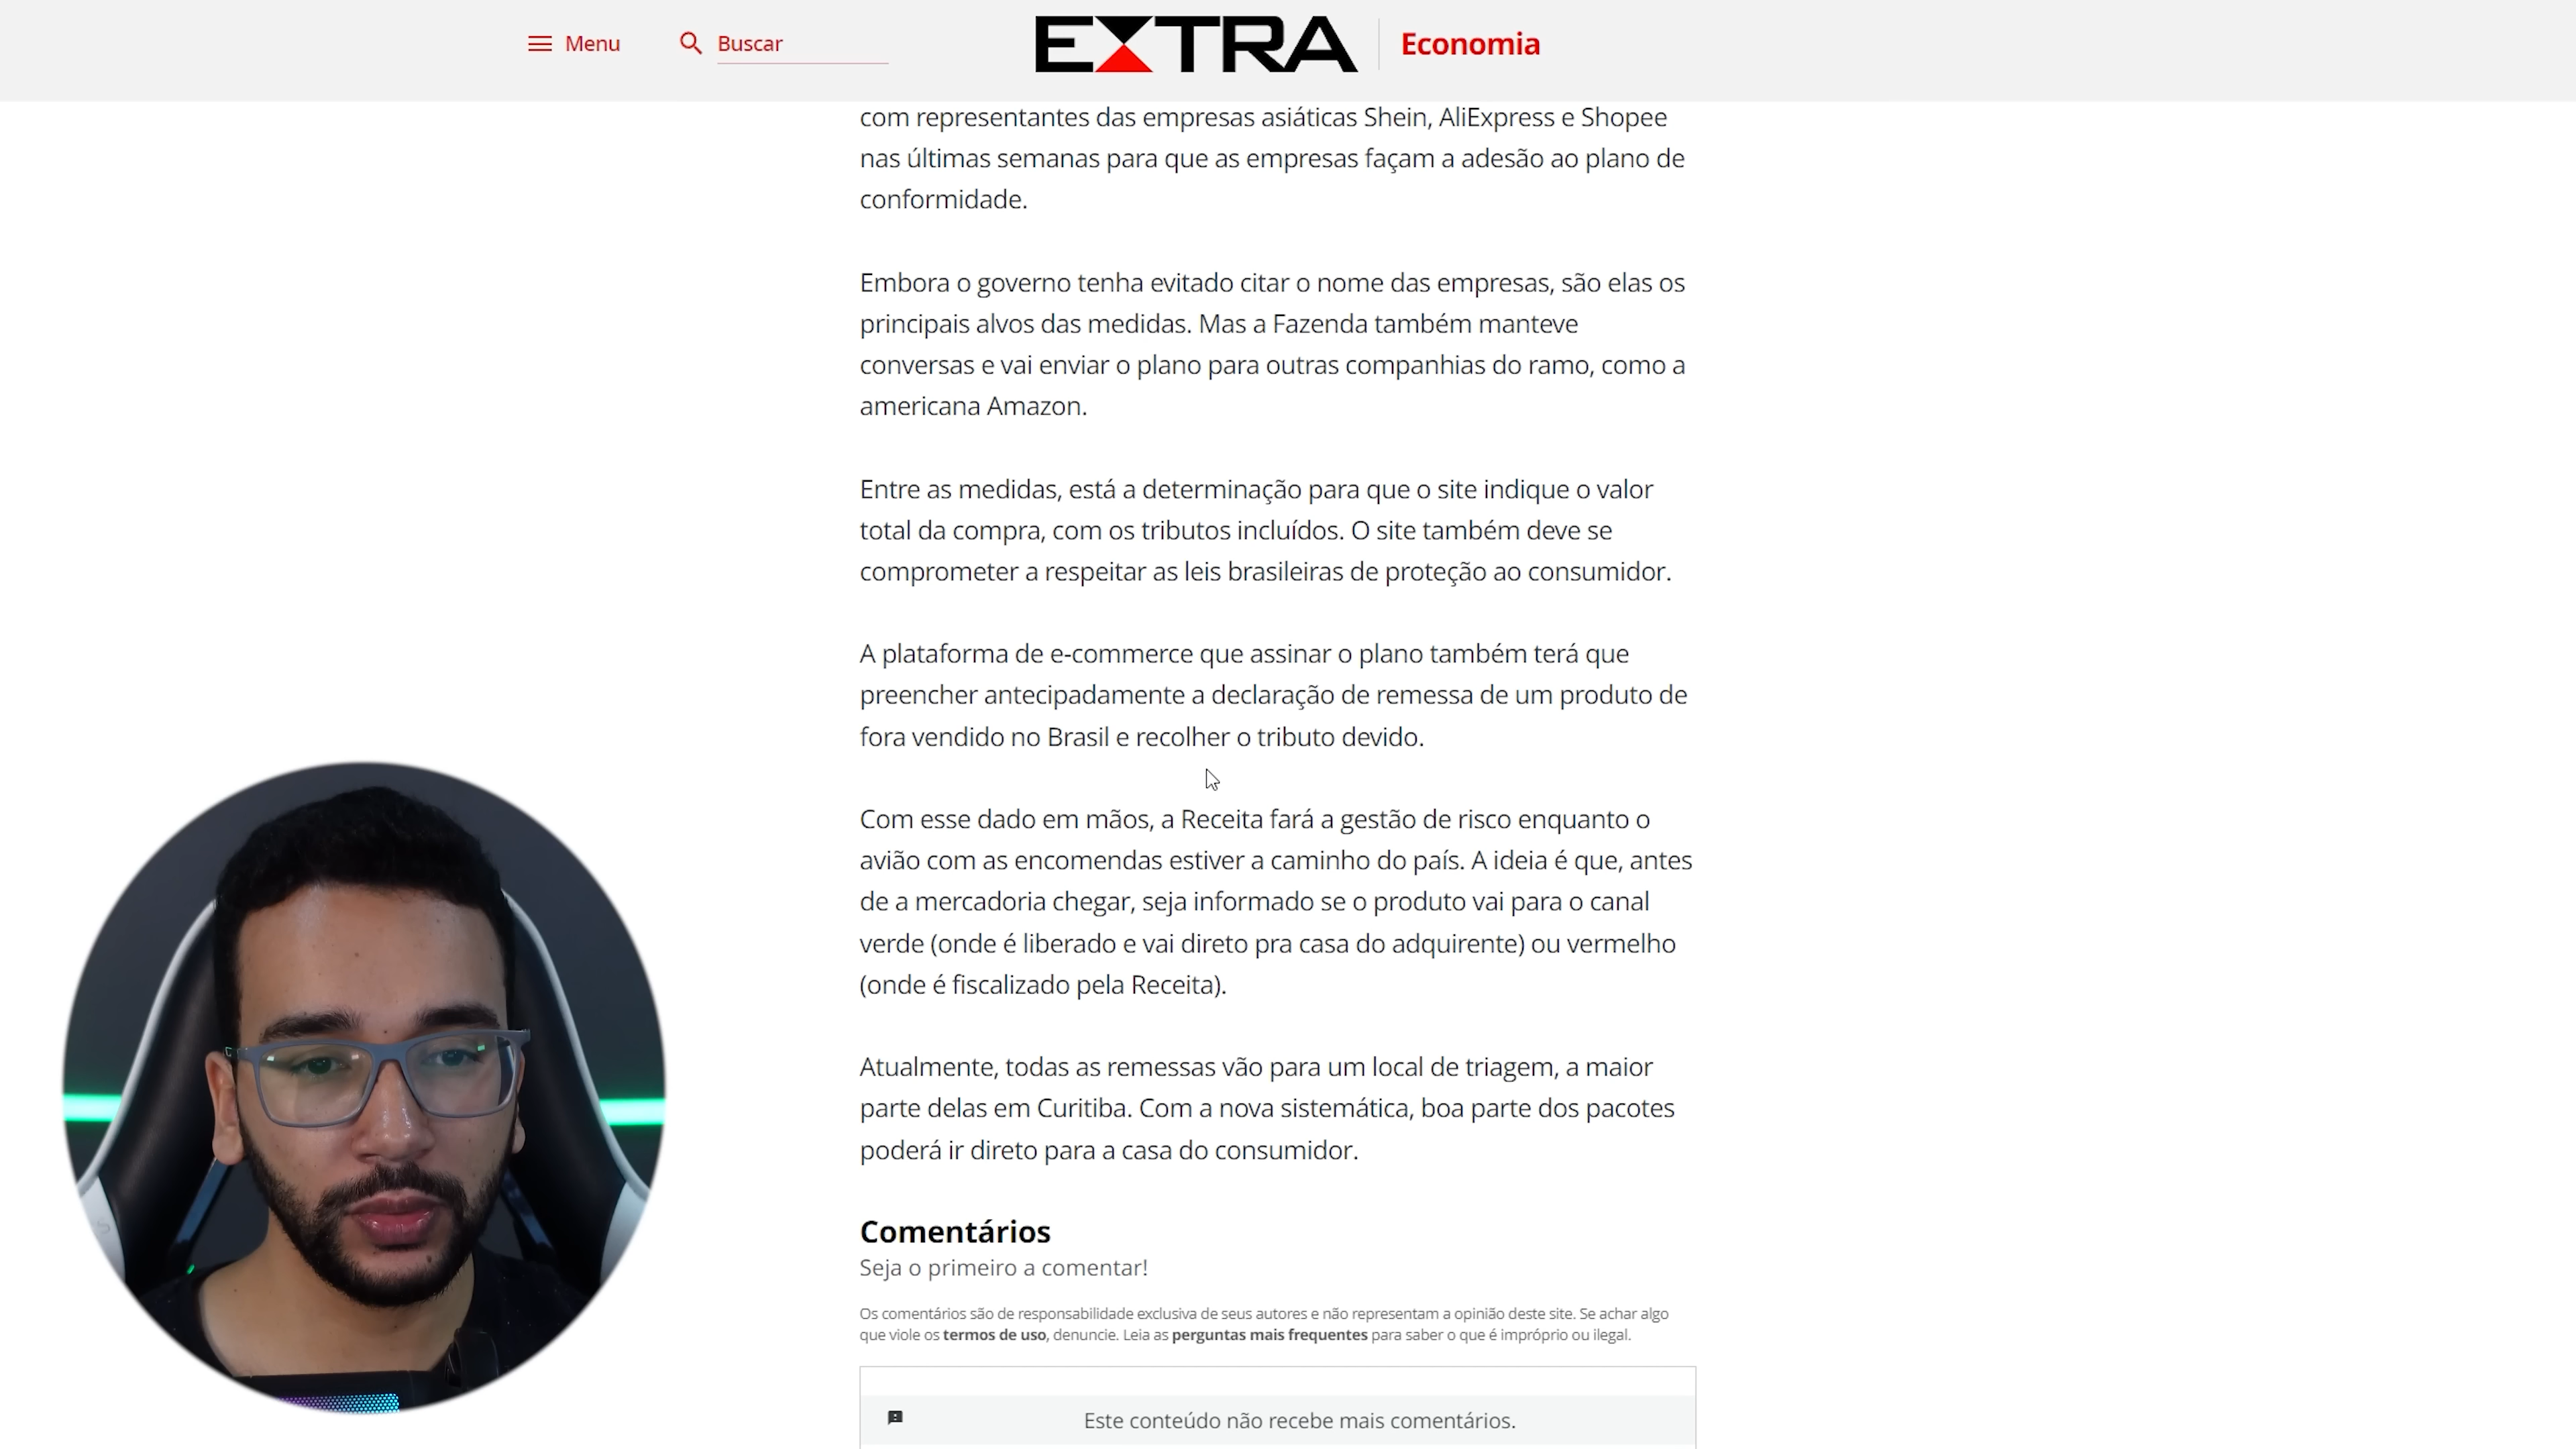 Menu
Buscar
EXTRA
Economia
com representantes das empresas asiáticas Shein, AliExpress e Shopee
nas últimas semanas para que as empresas façam a adesão ao plano de
conformidade.
Embora o governo tenha evitado citar o nome das empresas, são elas os
principais alvos das medidas. Mas a Fazenda também manteve
conversas e vai enviar o plano para outras companhias do ramo, como a
americana Amazon.
Entre as medidas, está a determinação para que o site indique o valor
total da compra, com os tributos incluídos. O site também deve se
comprometer a respeitar as leis brasileiras de proteção ao consumidor.
A plataforma de e-commerce que assinar o plano também terá que
preencher antecipadamente a declaração de remessa de um produto de
fora vendido no Brasil e recolher o tributo devido.
Com esse dado em mãos, a Receita fará a gestão de risco enquanto o
avião com as encomendas estiver a caminho do país. A ideia é que, antes
de a mercadoria chegar, seja informado se o produto vai para o canal
verde (onde é liberado e vai direto pra casa do adquirente) ou vermelho
(onde é fiscalizado pela Receita).
Atualmente, todas as remessas vão para um local de triagem, a maior
parte delas em Curitiba. Com a nova sistemática, boa parte dos pacotes
poderá ir direto para a casa do consumidor.
Comentários
Seja o primeiro a comentar!
Os comentários são de responsabilidade exclusiva de seus autores e não representam a opinião deste site. Se achar algo
que viole os termos de uso, denuncie. Leia as perguntas mais frequentes para saber o que é impróprio ou ilegal.
Este conteúdo não recebe mais comentários.